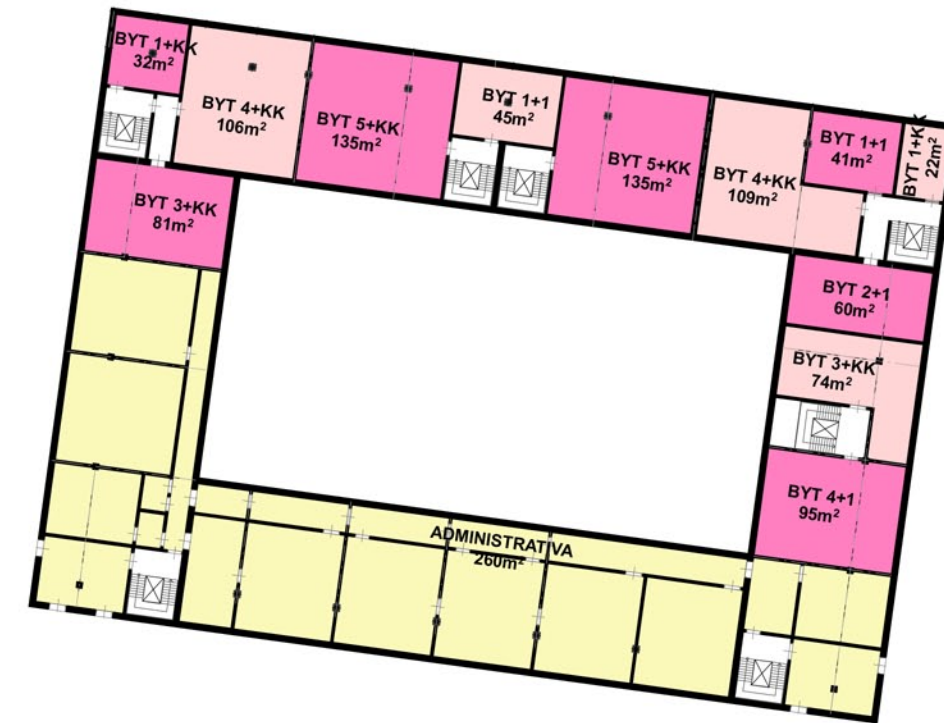 BYT 1+KK
32m²
BYT 4+KK
106m²
BYT 5+KK
135m²
BYT 1+1
45m²
BYT 5+KK
135m²
BYT 4+KK
109m²
BYT 1+1
41m²
BYT 1+KK
22m²
BYT 3+KK
81m²
BYT 2+1
60m²
BYT 3+KK
74m²
BYT 4+1
95m²
ADMINISTRATIVA
260m²